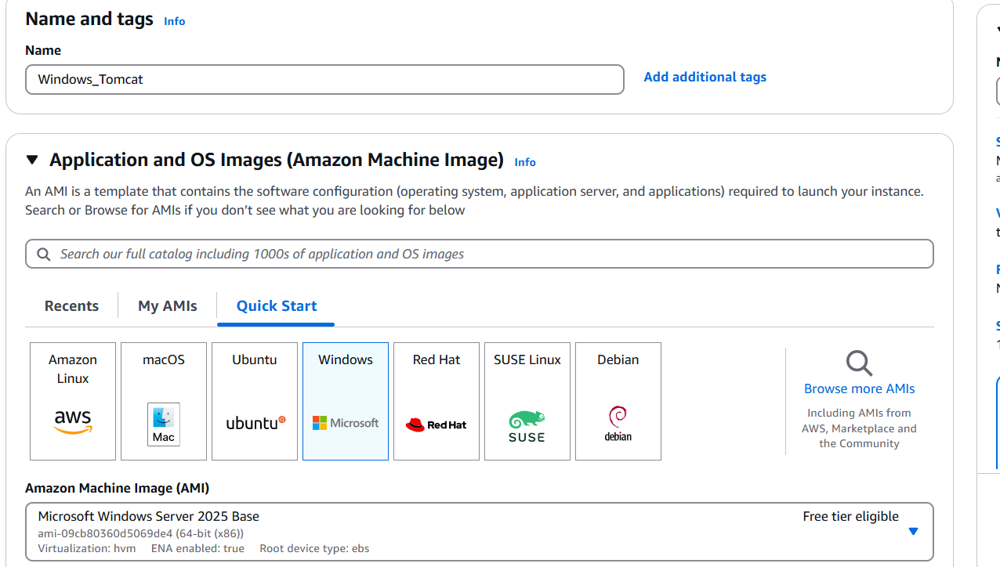 Name and tags Info
Name
Windows_Tomcat
Add additional tags
Application and OS Images (Amazon Machine Image) Info
An AMI is a template that contains the software configuration (operating system, application server, and applications) required to launch your instance.
Search or Browse for AMIs if you don’t see what you are looking for below
Search our full catalog including 1000s of application and OS images
Recents
My AMIs
Quick Start
Amazon
Linux
aws
macOS
Mac
Ubuntu
ubuntu
Windows
Microsoft
Red Hat
Red Hat
SUSE Linux
SUSE
Debian
debian
Browse more AMIs
Including AMIs from
AWS, Marketplace and
the Community
Amazon Machine Image (AMI)
Microsoft Windows Server 2025 Base
Free tier eligible
ami-09cb80360d5069de4 (64-bit (x86))
Virtualization: hvm ENA enabled: true Root device type: ebs